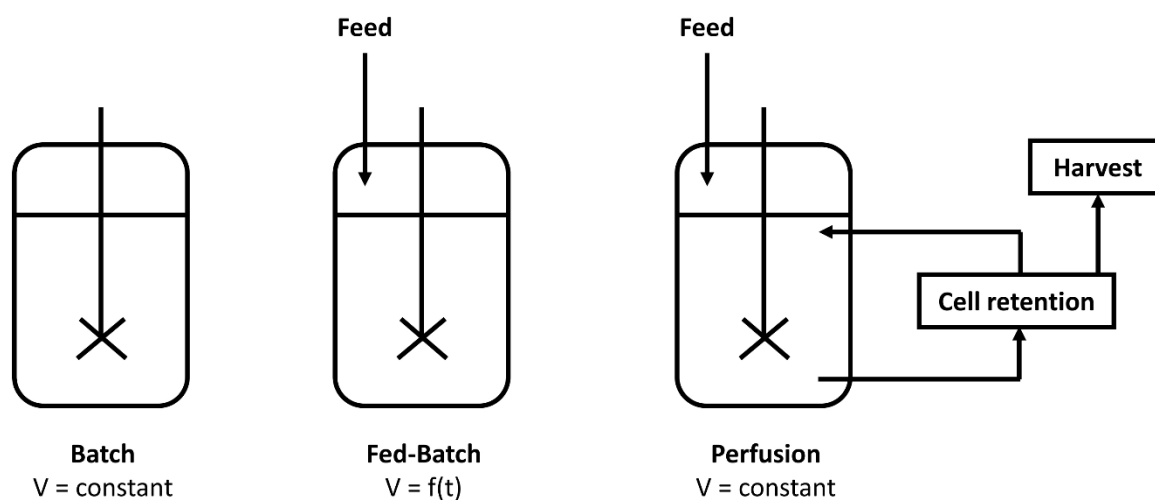 Feed
Feed
Harvest
Cell retention
Batch
V = constant
Fed-Batch
V = f(t)
Perfusion
V = constant